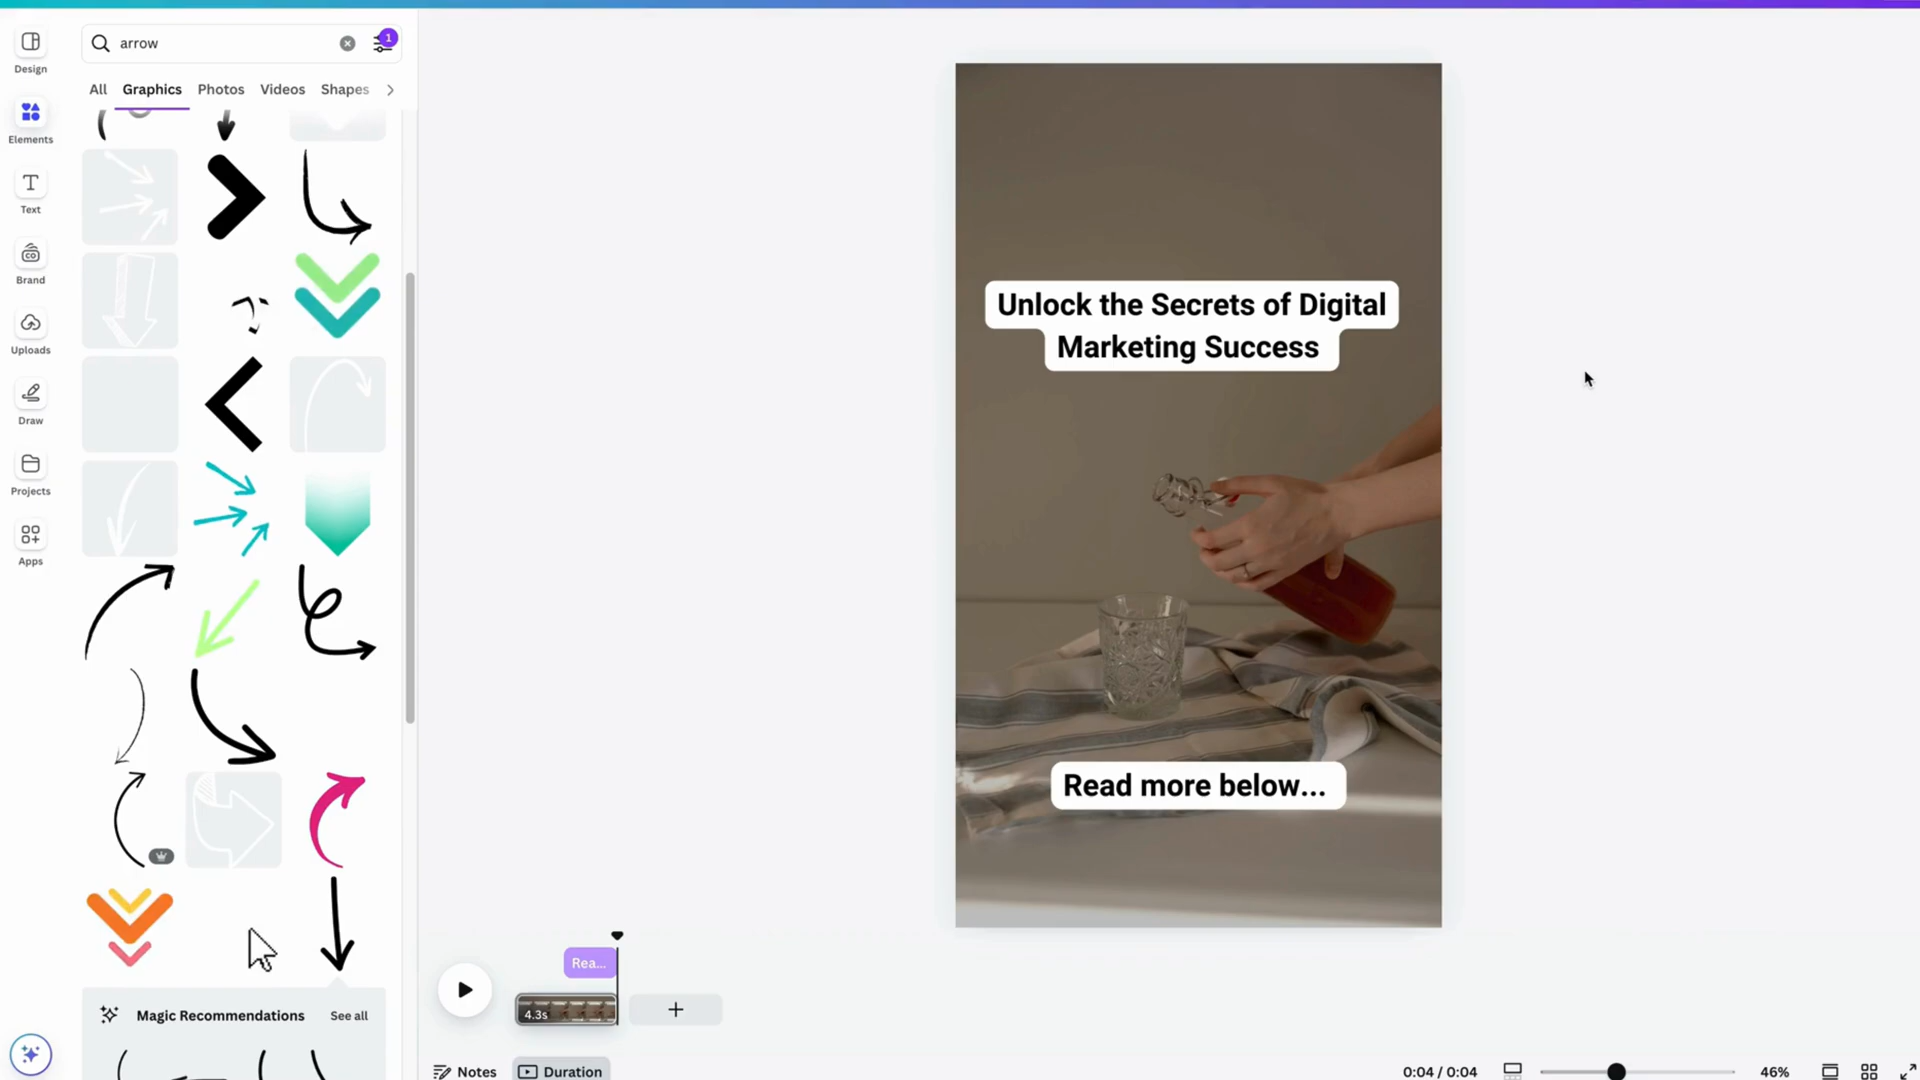 arrow
1
Design
Elements
Text
Brand
Uploads
Draw
Projects
Apps
All Graphics Photos Videos Shapes
Magic Recommendations See all
Unlock the Secrets of Digital
Marketing Success
Read more below...
Rea...
4.3s
Notes Duration
0:04 / 0:04
46%